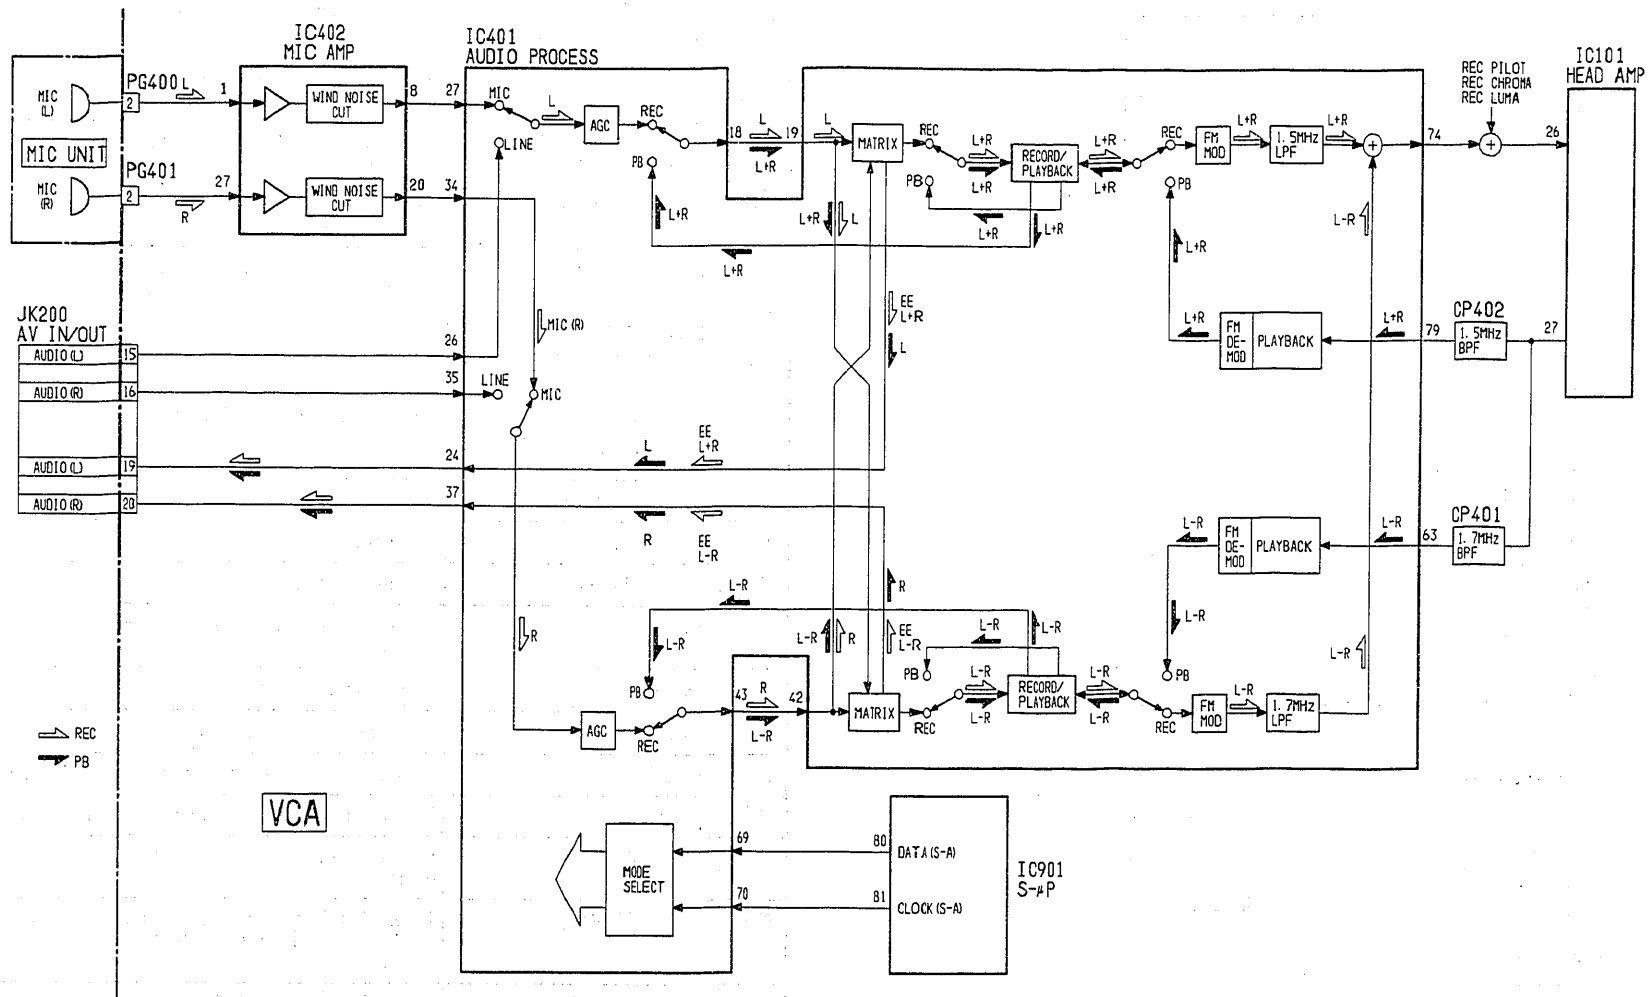 IC402
MIC AMP
IC401
AUDIO PROCESS
IC101
HEAD AMP
REC PILOT
REC CHROMA
REC LUMA
PG400
L
MIC
(L)
2
1
WIND NOISE
CUT
8
27
MIC
L
AGC
REC
18
L
19
L
L+R
MATRIX
REC
L+R
L+R
RECORD/
PLAYBACK
L+R
L+R
REC
FM
MOD
L+R
1.5MHz
LPF
L+R
+
74
+
L+R
26
MIC UNIT
LINE
PB
PB
PB
PG401
MIC
(R)
2
R
27
WIND NOISE
CUT
20
34
L+R
L+R
L
L+R
L+R
L+R
L+R
L-R
JK200
AV IN/OUT
AUDIO(L)
15
26
MIC(R)
EE
L+R
L
L+R
FM
DE-
MOD
PLAYBACK
L+R
79
CP402
1.5MHz
BPF
27
AUDIO(R)
16
35
LINE
MIC
AUDIO(L)
19
24
L
EE
L+R
AUDIO(R)
20
37
R
EE
L-R
L-R
FM
DE-
MOD
PLAYBACK
L-R
63
CP401
1.7MHz
BPF
L-R
R
R
L-R
L-R
R
EE
L-R
L-R
L-R
L-R
L-R
PB
PB
PB
AGC
REC
43
R
42
L-R
MATRIX
REC
L-R
L-R
RECORD/
PLAYBACK
L-R
L-R
REC
FM
MOD
L-R
1.7MHz
LPF
REC
PB
VCA
MODE
SELECT
69
80
DATA(S-A)
70
81
CLOCK(S-A)
IC901
S-μP